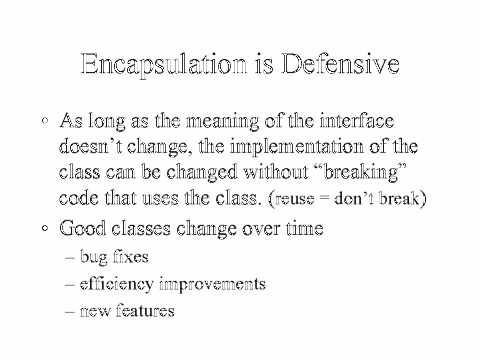 Encapsulation is Defensive
◦ As long as the meaning of the interface
doesn’t change, the implementation of the
class can be changed without “breaking”
code that uses the class. (reuse = don’t break)
◦ Good classes change over time
– bug fixes
– efficiency improvements
– new features